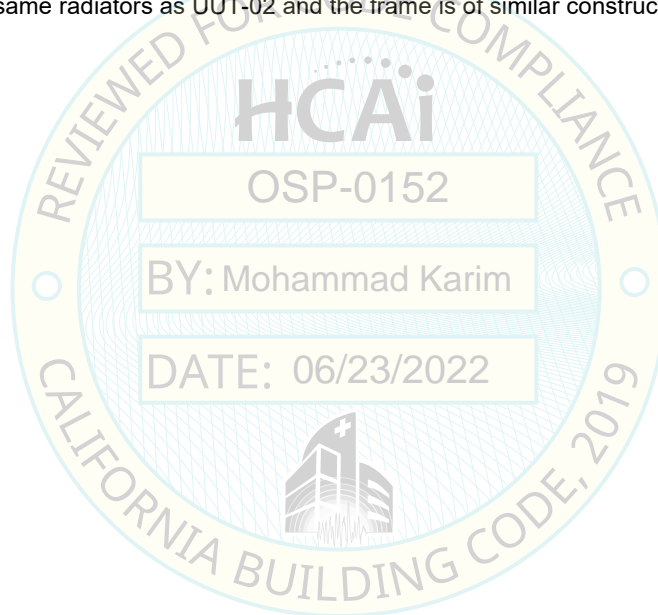 same radiators as UUT-02 and the frame is of similar construc
REVIEWED FOR CODE COMPLIANCE
HCAi
OSP-0152
BY: Mohammad Karim
DATE: 06/23/2022
CALIFORNIA BUILDING CODE, 2019